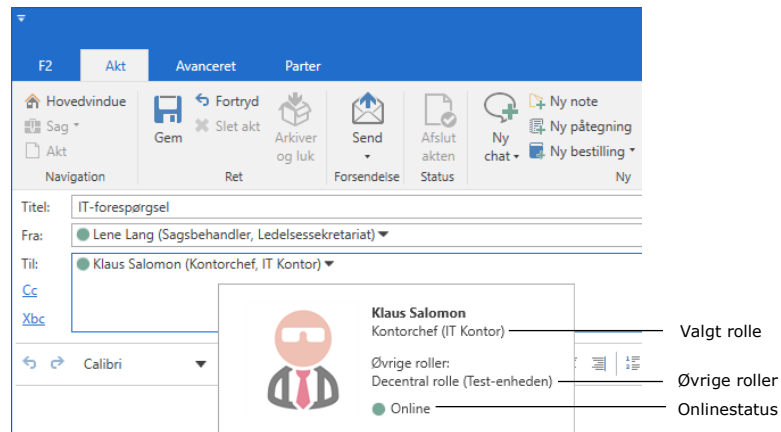 F2 Akt Avanceret Parter
Hovedvindue
Sag
Akt
Navigation
Gem
Fortryd
Slet akt
Arkiver
og luk
Ret
Send
Forsendelse
Afslut
akten
Status
Ny
chat
Ny note
Ny påtegning
Ny bestilling
Ny
Titel: IT-forespørgsel
Fra: Lene Lang (Sagsbehandler, Ledelsessekretariat)
Til: Klaus Salomon (Kontorchef, IT Kontor)
Cc
Xbc
Calibri
Klaus Salomon
Kontorchef (IT Kontor)
Øvrige roller:
Decentral rolle (Test-enheden)
Online
Valgt rolle
Øvrige roller
Onlinestatus